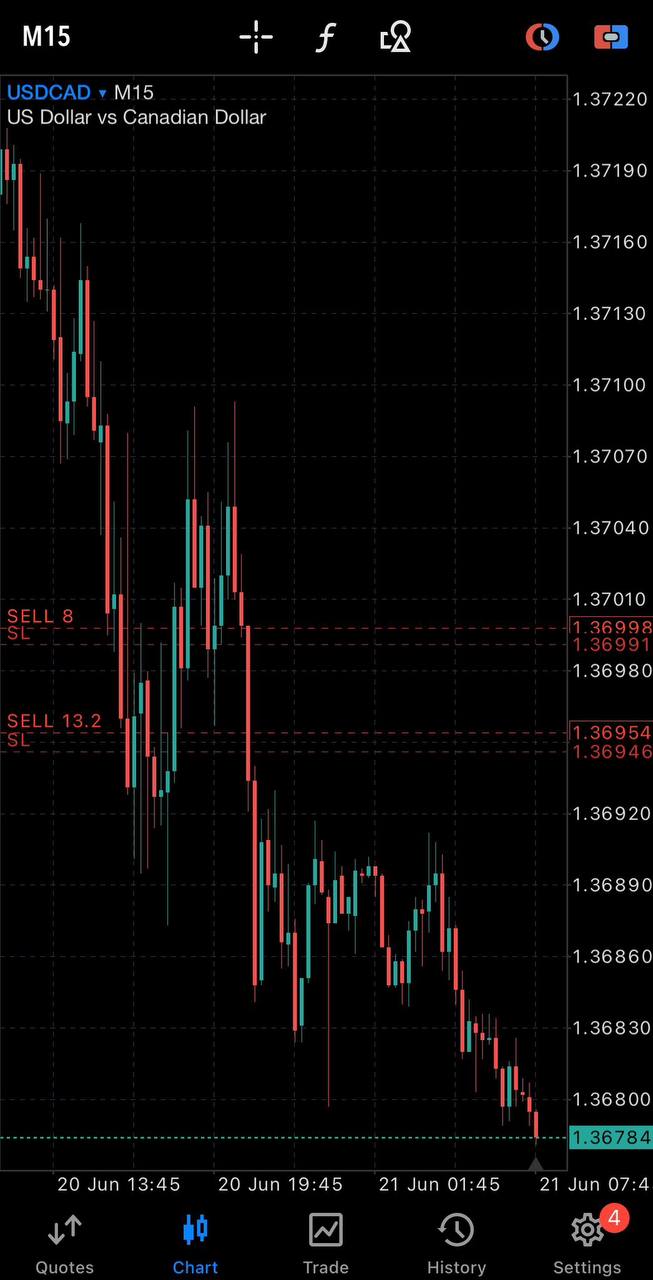 M15
USDCAD ▾ M15
US Dollar vs Canadian Dollar
1.37220
1.37190
1.37160
1.37130
1.37100
1.37070
1.37040
1.37010
SELL 8
1.36998
SL
1.36991
1.36980
SELL 13.2
1.36954
SL
1.36946
1.36920
1.36890
1.36860
1.36830
1.36800
1.36784
20 Jun 13:45 20 Jun 19:45 21 Jun 01:45 21 Jun 07:4
4
Quotes Chart Trade History Settings